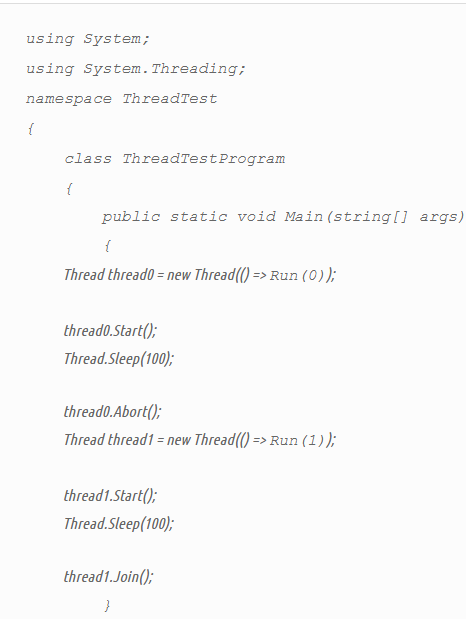 using System;
using System.Threading;
namespace ThreadTest
{
class ThreadTestProgram
{
public static void Main(string[] args)
{
Thread thread0 = new Thread(() => Run(0));
thread0.Start();
Thread.Sleep(100);
thread0.Abort();
Thread thread1 = new Thread(() => Run(1));
thread1.Start();
Thread.Sleep(100);
thread1.Join();
}